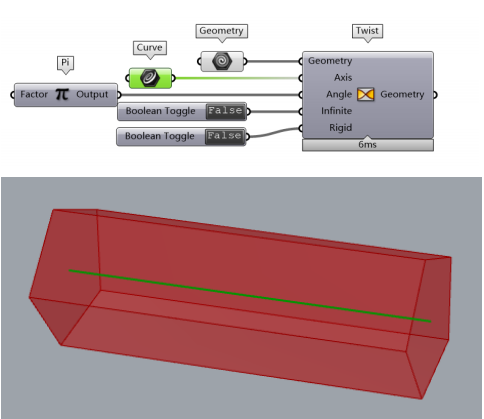 Geometry
Twist
Curve
Pi
Geometry
Axis
Factor π Output
Angle
Geometry
Boolean Toggle False
Infinite
Boolean Toggle False
Rigid
6ms